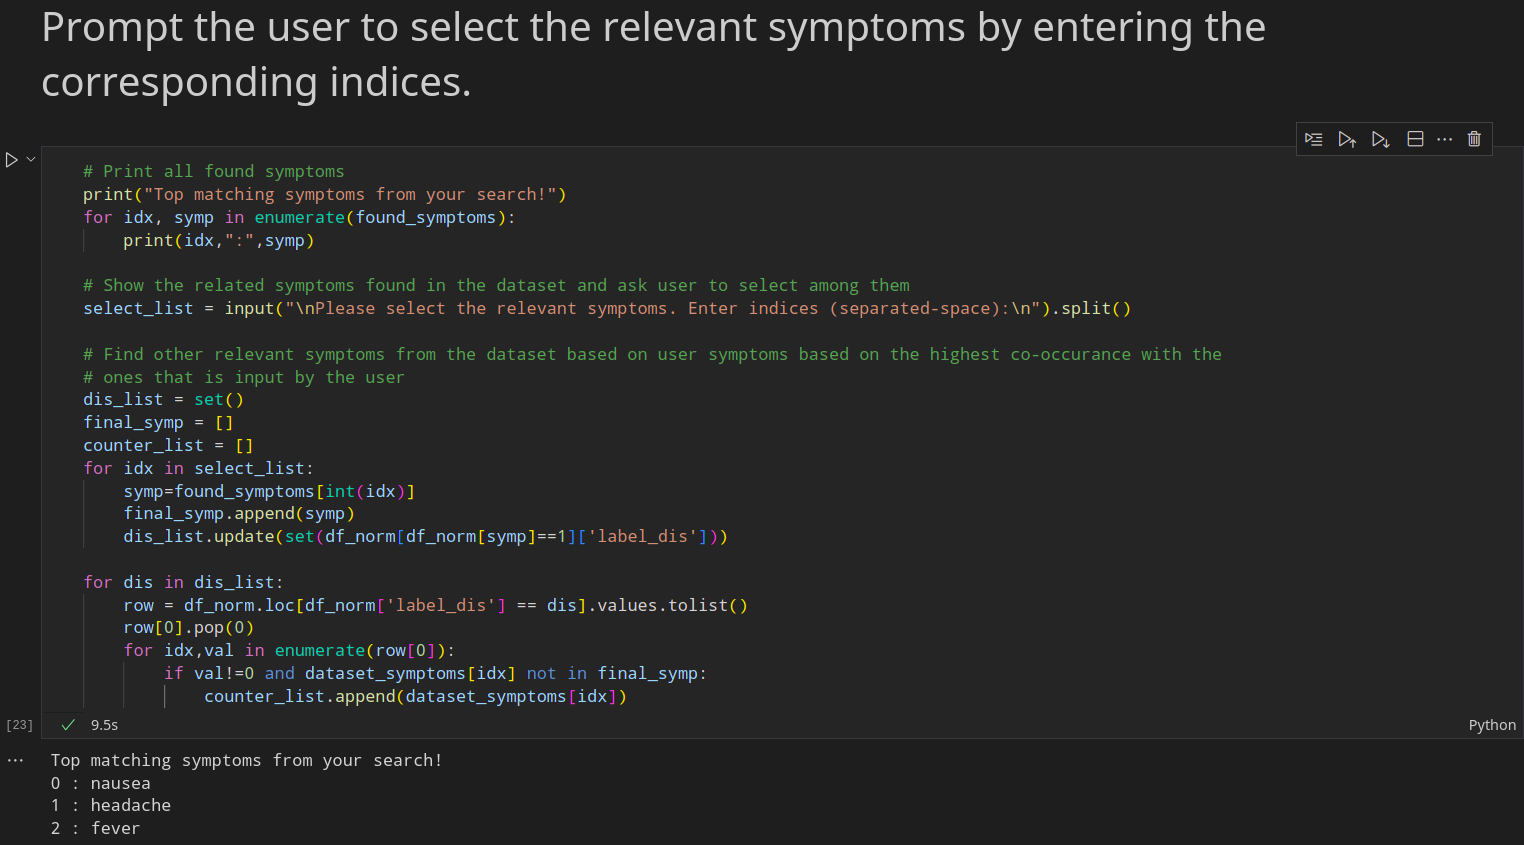 Prompt the user to select the relevant symptoms by entering the
corresponding indices.
# Print all found symptoms
print("Top matching symptoms from your search!")
for idx, symp in enumerate(found_symptoms):
    print(idx,":",symp)
# Show the related symptoms found in the dataset and ask user to select among them
select_list = input("\nPlease select the relevant symptoms. Enter indices (separated-space):\n").split()
# Find other relevant symptoms from the dataset based on user symptoms based on the highest co-occurance with the
# ones that is input by the user
dis_list = set()
final_symp = []
counter_list = []
for idx in select_list:
    symp=found_symptoms[int(idx)]
    final_symp.append(symp)
    dis_list.update(set(df_norm[df_norm[symp]==1]['label_dis']))
for dis in dis_list:
    row = df_norm.loc[df_norm['label_dis'] == dis].values.tolist()
    row[0].pop(0)
    for idx,val in enumerate(row[0]):
        if val!=0 and dataset_symptoms[idx] not in final_symp:
            counter_list.append(dataset_symptoms[idx])
[23] 9.5s Python
Top matching symptoms from your search!
0 : nausea
1 : headache
2 : fever